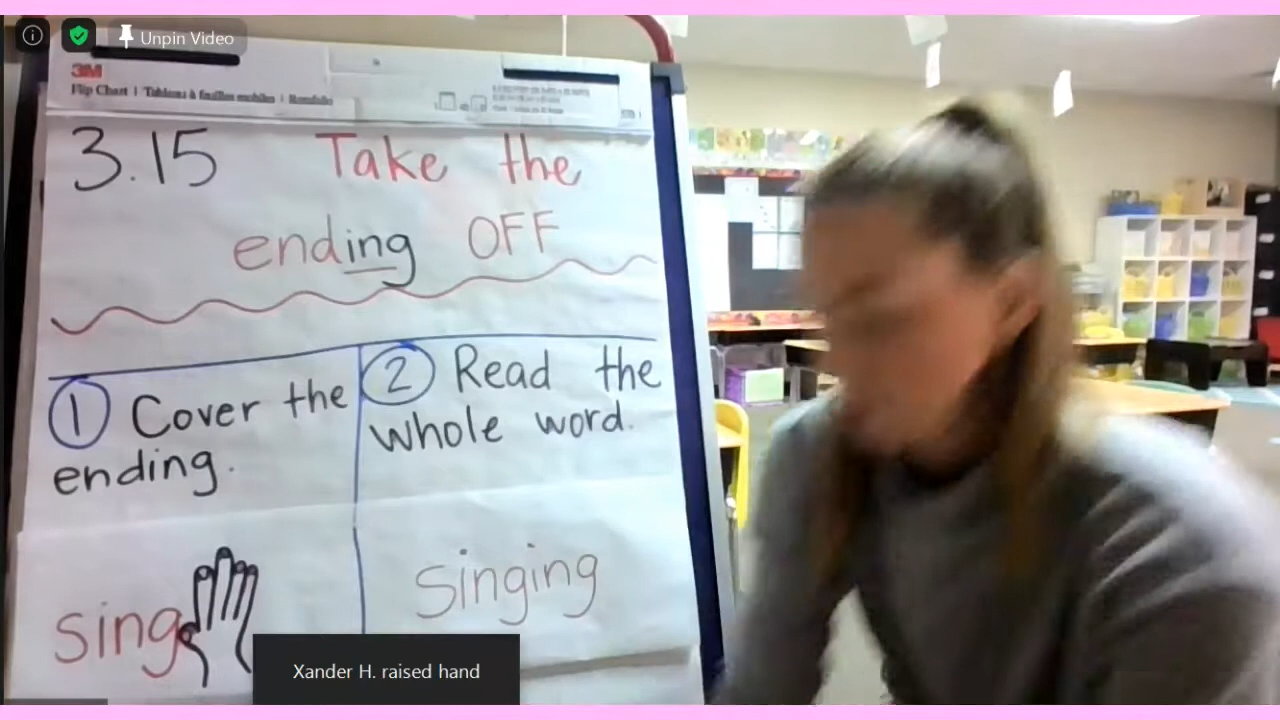 Unpin Video
3M
Flip Chart | Tableau à feuilles mobiles | Rotafolio
3.15 Take the
ending OFF
1 Cover the
ending.
2 Read the
whole word.
sing
Singing
Xander H. raised hand